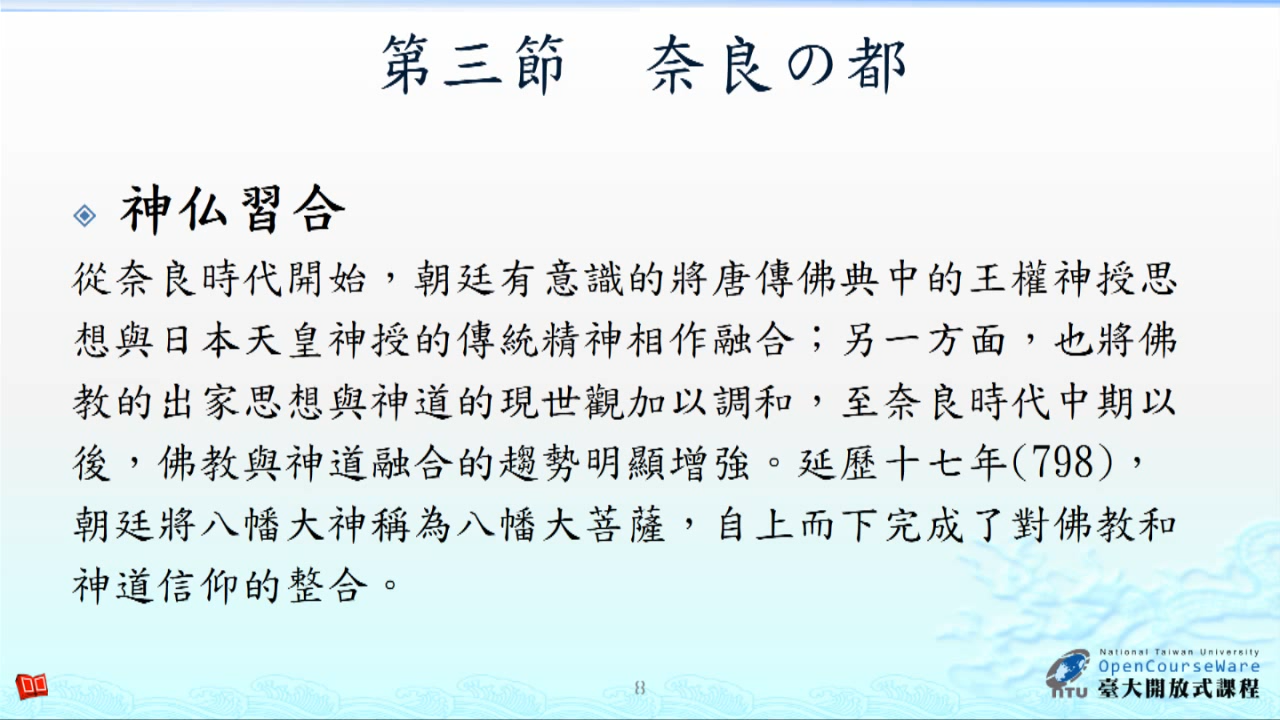 第三節　奈良の都
神仏習合
從奈良時代開始，朝廷有意識的將唐傳佛典中的王權神授思
想與日本天皇神授的傳統精神相作融合；另一方面，也將佛
教的出家思想與神道的現世觀加以調和，至奈良時代中期以
後，佛教與神道融合的趨勢明顯增強。延歷十七年(798)，
朝廷將八幡大神稱為八幡大菩薩，自上而下完成了對佛教和
神道信仰的整合。
8
National Taiwan University
OpenCourseWare
NTU 臺大開放式課程